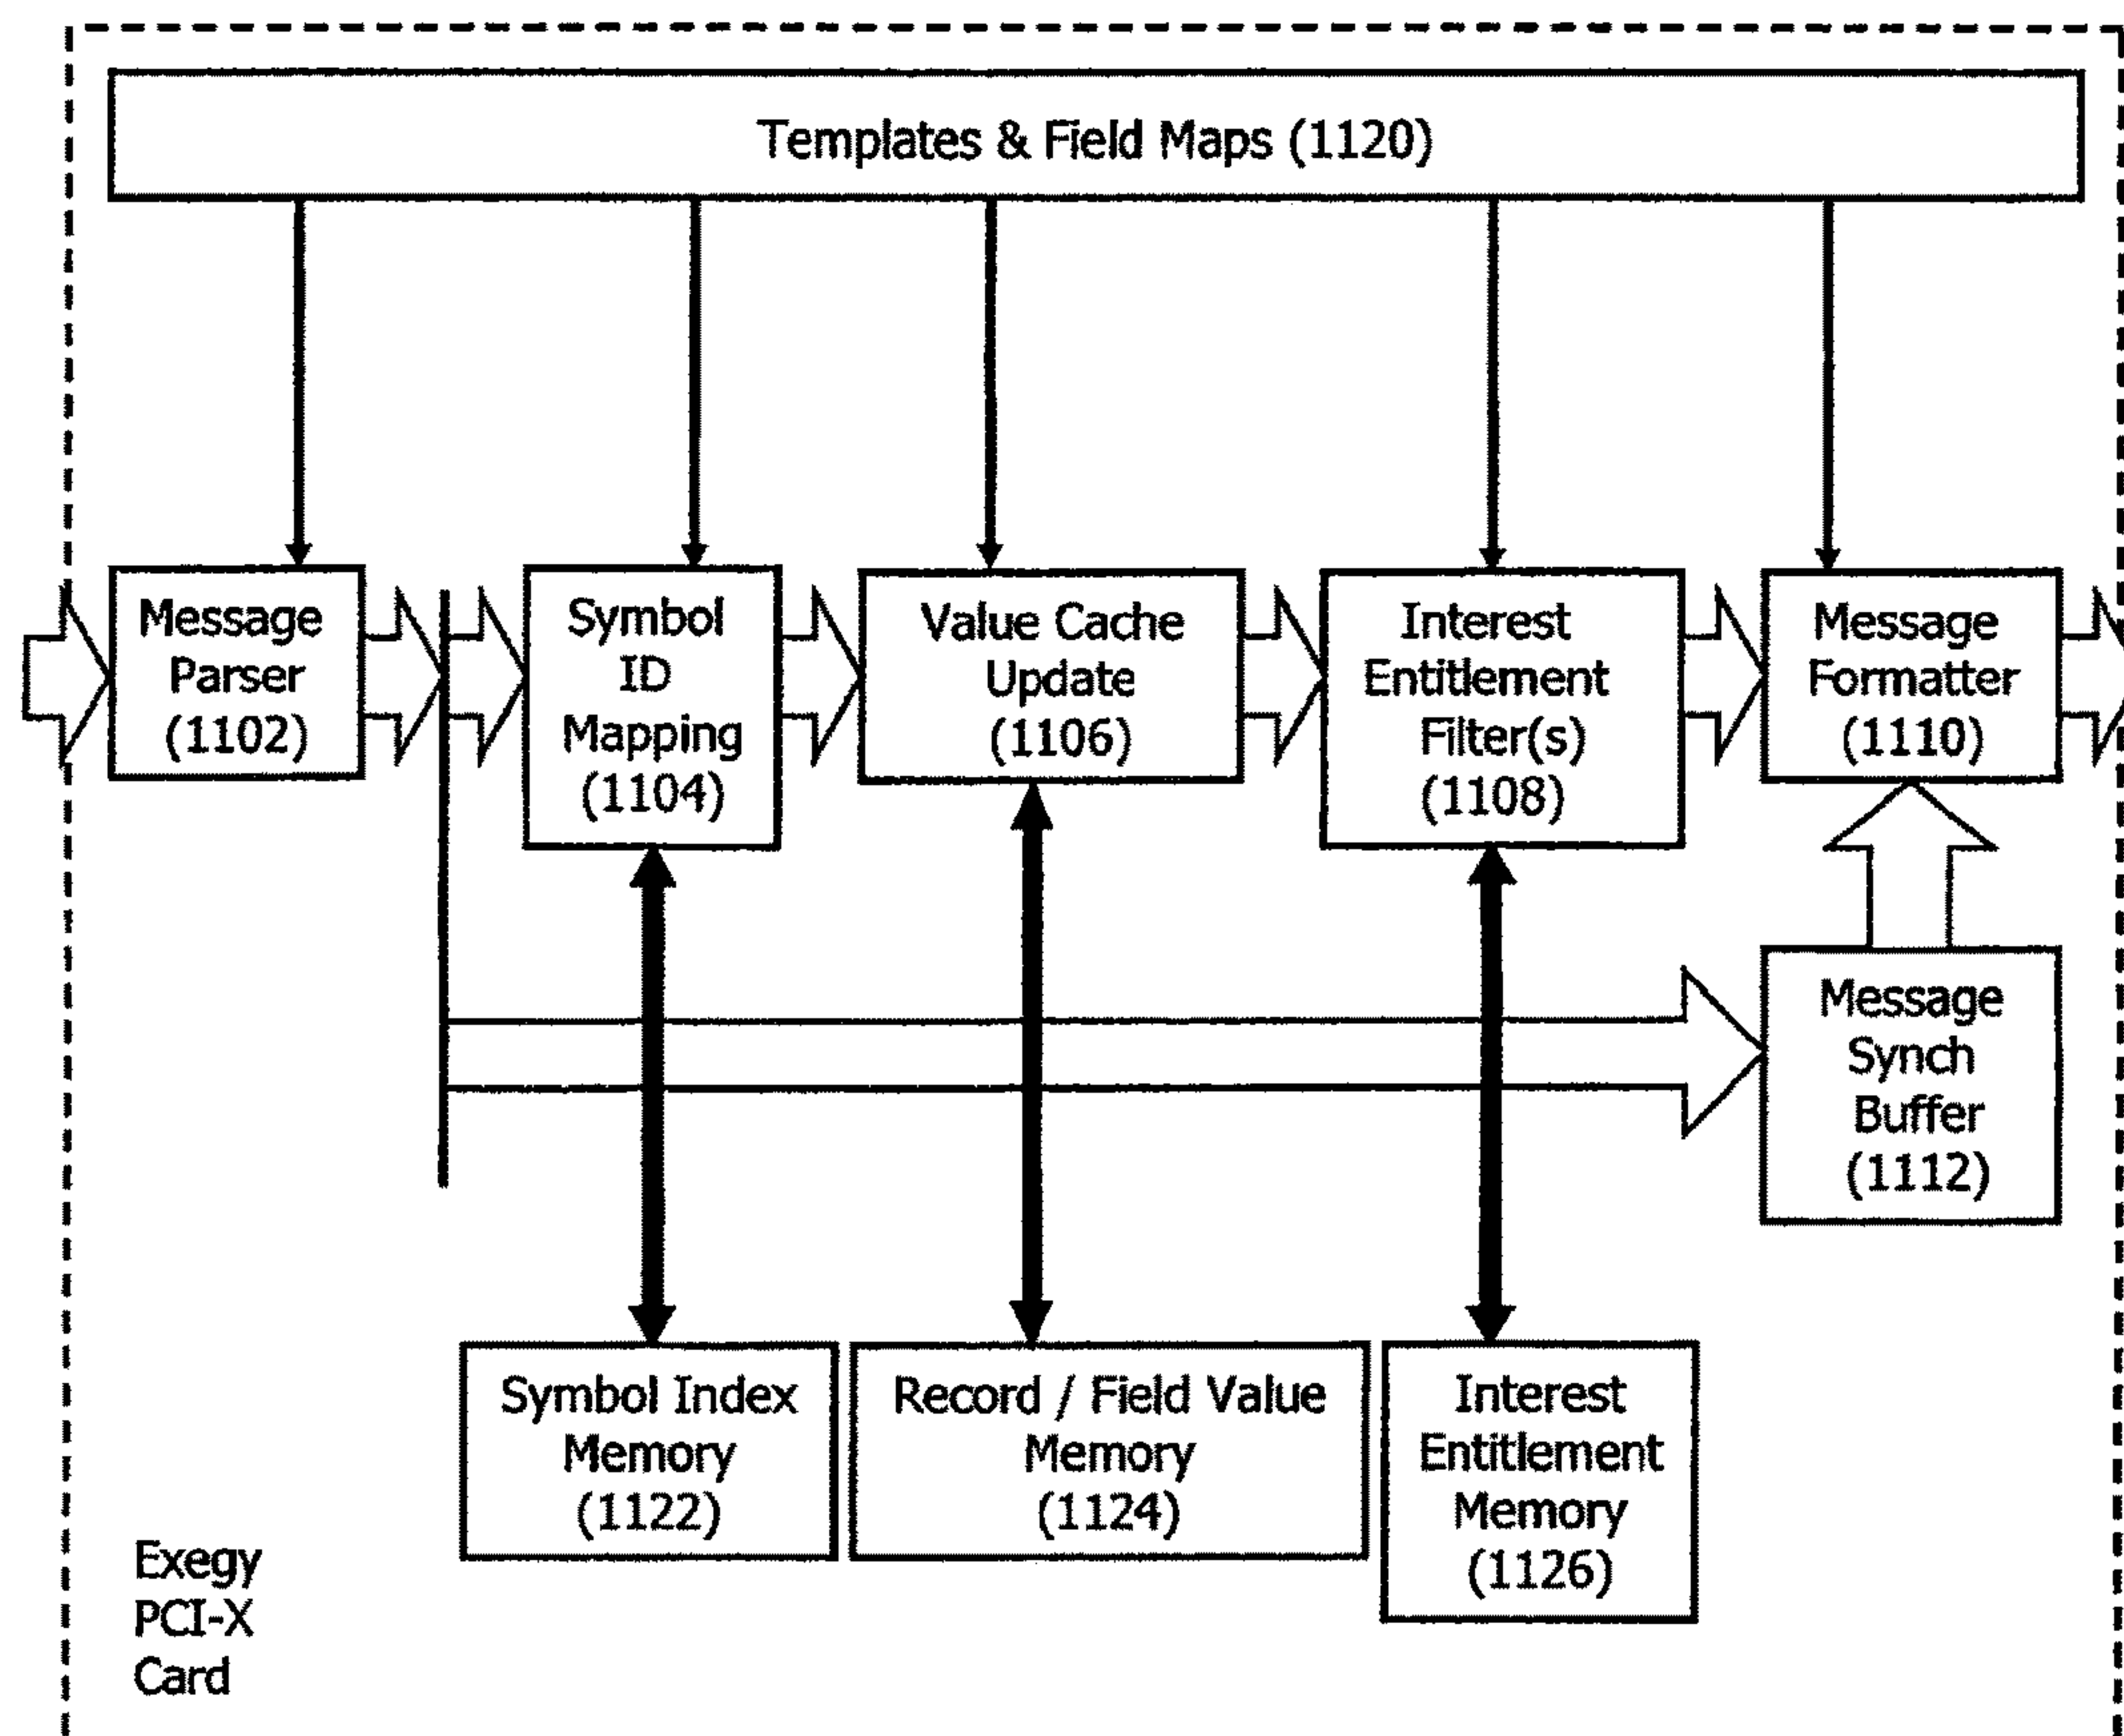 Templates & Field Maps (1120)
Message
Parser
(1102)
Symbol
ID
Mapping
(1104)
Value Cache
Update
(1106)
Interest
Entitlement
Filter(s)
(1108)
Message
Formatter
(1110)
Message
Synch
Buffer
(1112)
Symbol Index
Memory
(1122)
Record / Field Value
Memory
(1124)
Interest
Entitlement
Memory
(1126)
Exegy
PCI-X
Card